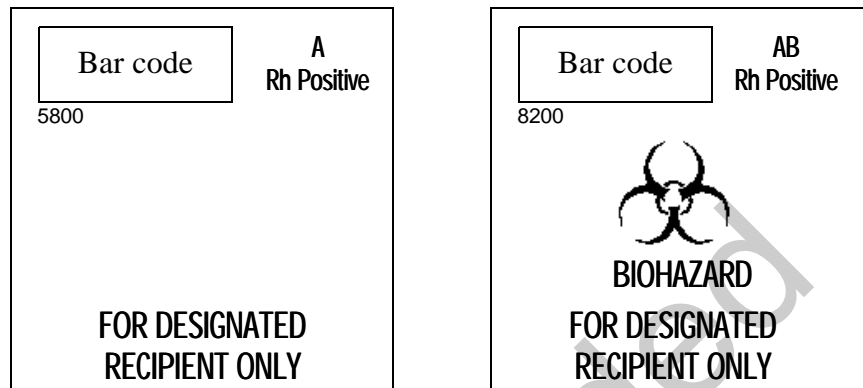 Bar code
A
Rh Positive
5800
FOR DESIGNATED
RECIPIENT ONLY
Bar code
AB
Rh Positive
8200
BIOHAZARD
FOR DESIGNATED
RECIPIENT ONLY